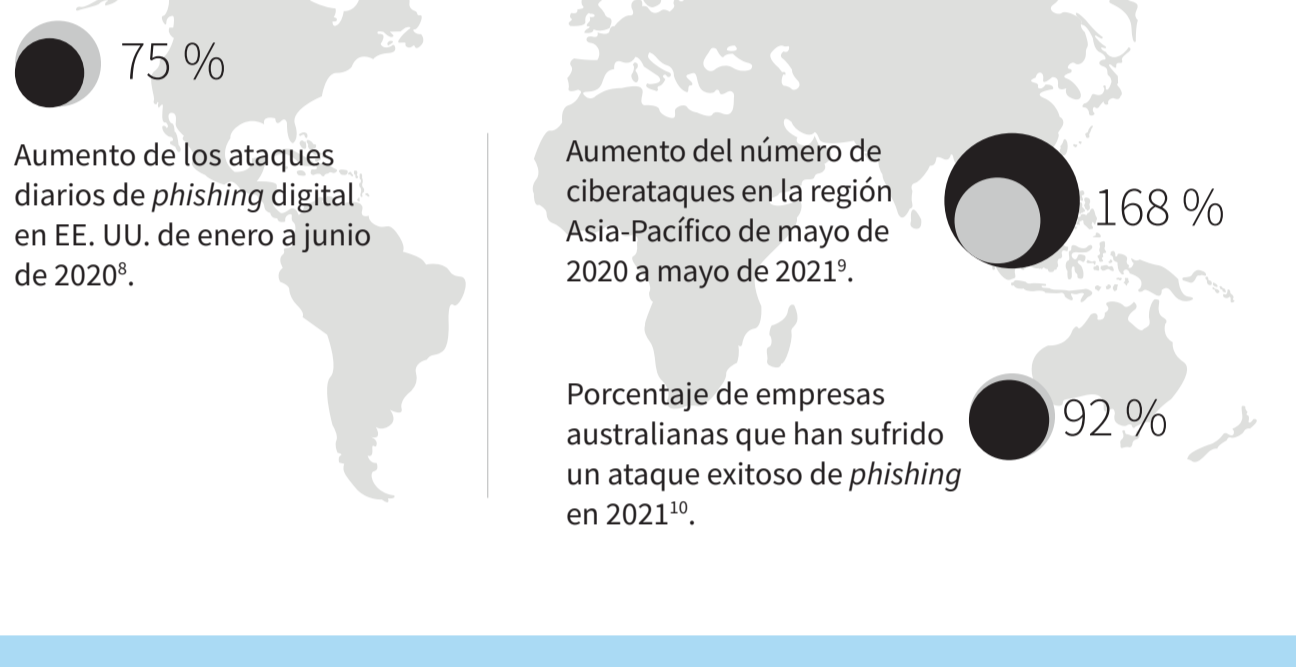 75 %
Aumento de los ataques
diarios de phishing digital
en EE. UU. de enero a junio
de 2020⁸.
Aumento del número de
ciberataques en la región
Asia-Pacífico de mayo de
2020 a mayo de 2021⁹.
168 %
Porcentaje de empresas
australianas que han sufrido
un ataque exitoso de phishing
en 2021¹⁰.
92 %